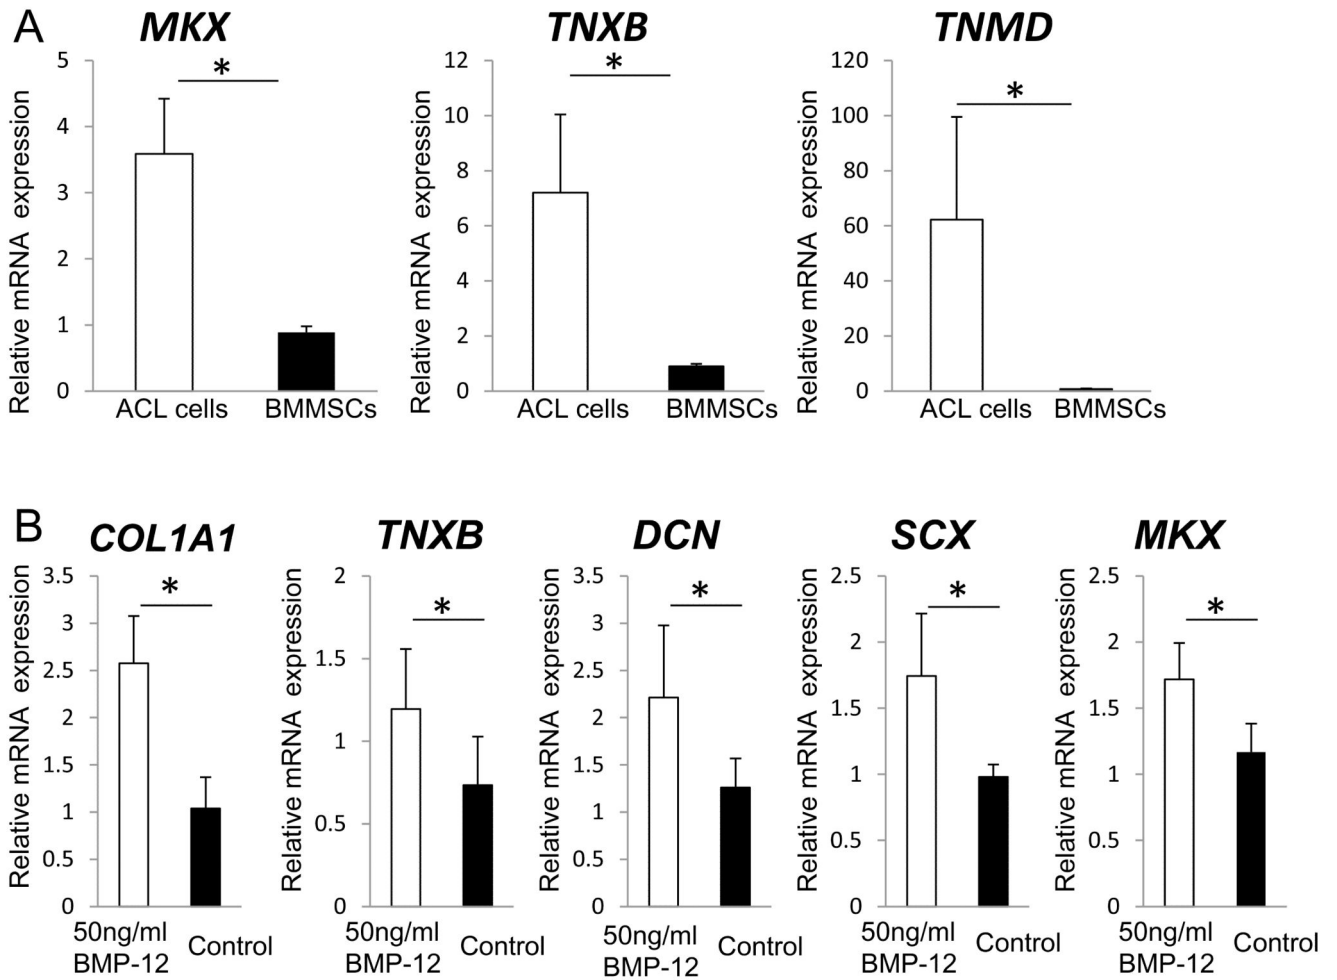 A
MKX
TNXB
TNMD
Relative mRNA expression
5
4
3
2
1
0
*
ACL cells
BMMSCs
Relative mRNA expression
12
10
8
6
4
2
0
*
ACL cells
BMMSCs
Relative mRNA expression
120
100
80
60
40
20
0
*
ACL cells
BMMSCs
B
COL1A1
TNXB
DCN
SCX
MKX
Relative mRNA expression
3.5
3
2.5
2
1.5
1
0.5
0
*
50ng/ml
BMP-12
Control
Relative mRNA expression
2
1.5
1
0.5
0
*
50ng/ml
BMP-12
Control
Relative mRNA expression
3.5
3
2.5
2
1.5
1
0.5
0
*
50ng/ml
BMP-12
Control
Relative mRNA expression
2.5
2
1.5
1
0.5
0
*
50ng/ml
BMP-12
Control
Relative mRNA expression
2.5
2
1.5
1
0.5
0
*
50ng/ml
BMP-12
Control